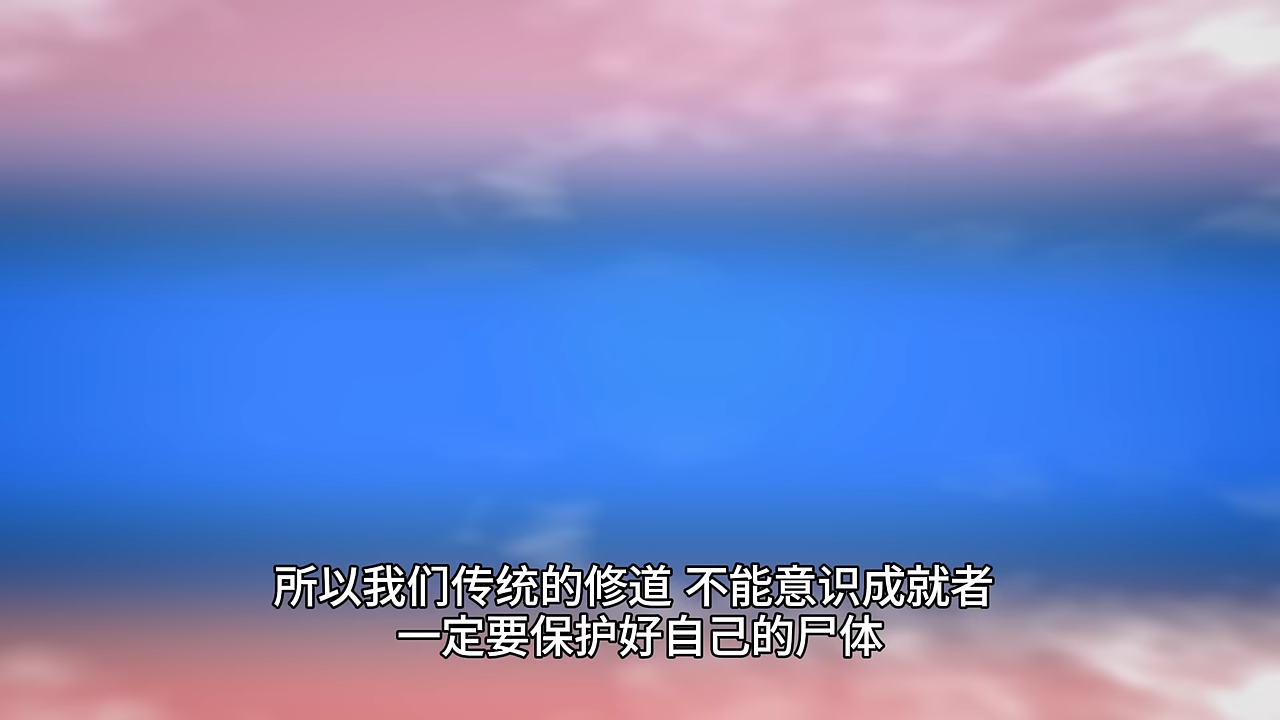 所以我们传统的修道 不能意识成就者
一定要保护好自己的尸体